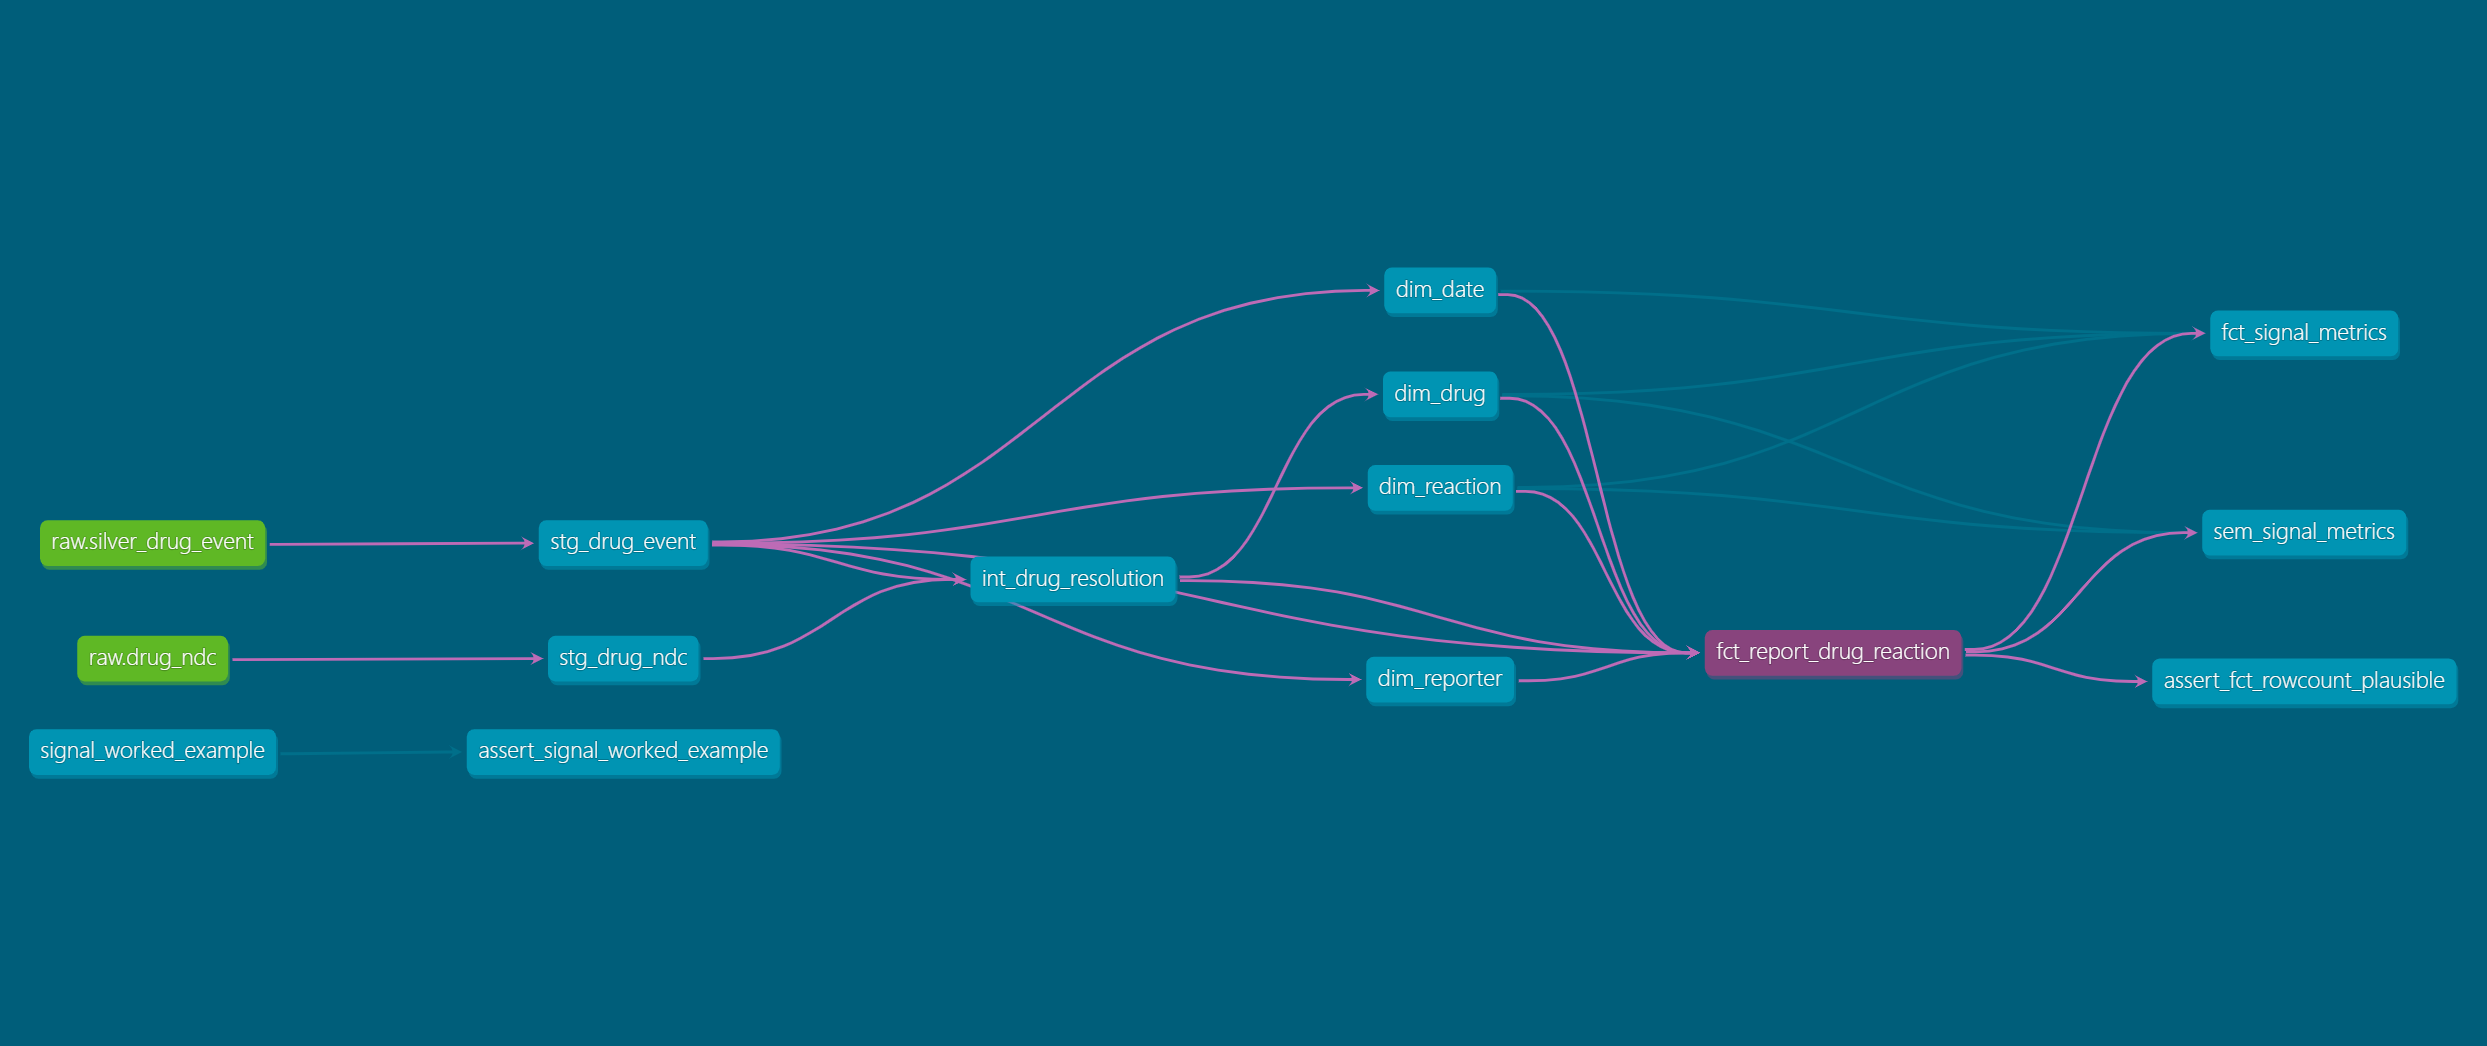 raw.silver_drug_event
raw.drug_ndc
signal_worked_example
stg_drug_event
stg_drug_ndc
assert_signal_worked_example
int_drug_resolution
dim_date
dim_drug
dim_reaction
dim_reporter
fct_report_drug_reaction
fct_signal_metrics
sem_signal_metrics
assert_fct_rowcount_plausible